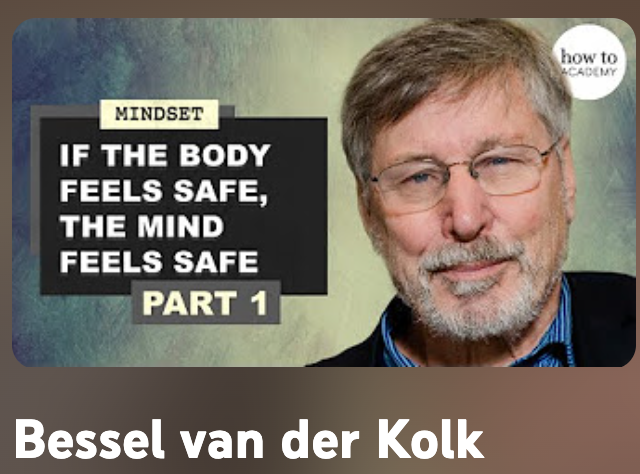 how to
ACADEMY
MINDSET
IF THE BODY
FEELS SAFE,
THE MIND
FEELS SAFE
PART 1
Bessel van der Kolk